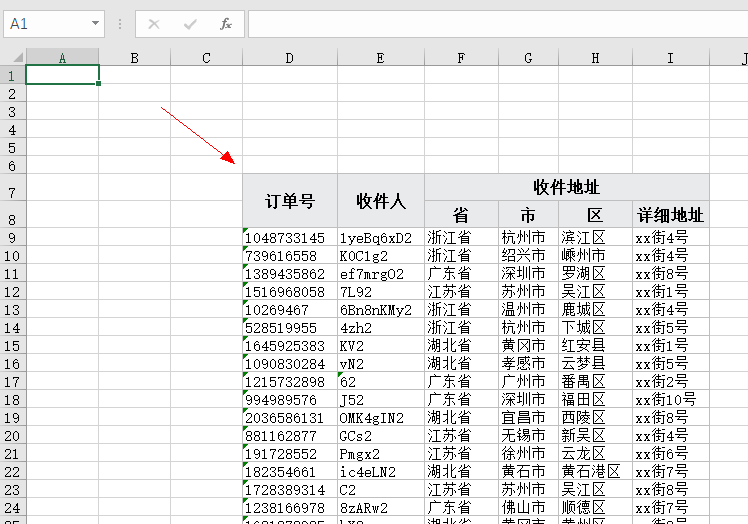 A1
fx
A B C D E F G H I J
1
2
3
4
5
6
7 订单号 收件人 收件地址
8 省 市 区 详细地址
9 1048733145 1yeBq6xD2 浙江省 杭州市 滨江区 xx街4号
10 739616558 K0C1g2 浙江省 绍兴市 嵊州市 xx街4号
11 1389435862 ef7mrgO2 广东省 深圳市 罗湖区 xx街8号
12 1516968058 7L92 江苏省 苏州市 吴江区 xx街1号
13 10269467 6Bn8nKMy2 浙江省 温州市 鹿城区 xx街4号
14 528519955 4zh2 浙江省 杭州市 下城区 xx街5号
15 1645925383 KV2 湖北省 黄冈市 红安县 xx街1号
16 1090830284 vN2 湖北省 孝感市 云梦县 xx街5号
17 1215732898 62 广东省 广州市 番禺区 xx街2号
18 994989576 J52 广东省 深圳市 福田区 xx街10号
19 2036586131 OMK4gIN2 湖北省 宜昌市 西陵区 xx街8号
20 881162877 GCs2 江苏省 无锡市 新吴区 xx街4号
21 191728552 Pmgx2 江苏省 徐州市 云龙区 xx街6号
22 182354661 ic4eLN2 湖北省 黄石市 黄石港区 xx街7号
23 1728389314 C2 江苏省 苏州市 吴江区 xx街8号
24 1238166978 8zARw2 广东省 佛山市 顺德区 xx街7号